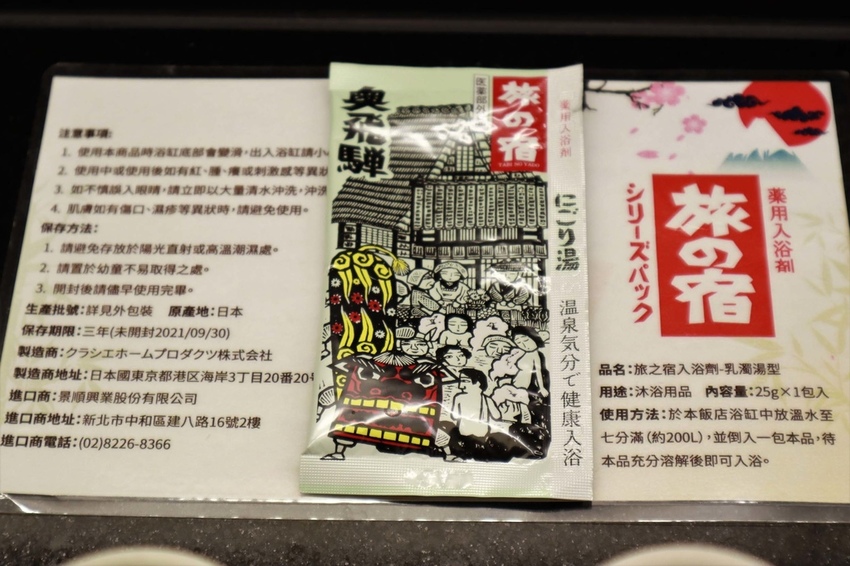 注意事項:
1. 使用本商品時浴缸底部會變滑，出入浴缸請小
2. 使用中或使用後如有紅、腫、癢或刺激感等異狀
3. 如不慎誤入眼睛，請立即以大量清水沖洗，沖洗
4. 肌膚如有傷口、濕疹等異狀時，請避免使用。
保存方法:
1. 請避免存放於陽光直射或高溫潮濕處。
2. 請置於幼童不易取得之處。
3. 開封後請儘早使用完畢。
生產批號：詳見外包裝　原產地：日本
保存期限：三年(未開封2021/09/30)
製造商：クラシエホームプロダクツ株式会社
製造商地址：日本國東京都港区海岸3丁目20番20
進口商：景順興業股份有限公司
進口商地址：新北市中和區建八路16號2樓
進口商電話：(02)8226-8366
奥飛騨
医薬部外
旅の宿
TABI NO YADO
薬用入浴剤
にごり湯
温泉気分で健康入浴
薬用入浴剤
旅の宿
シリーズパック
品名：旅之宿入浴劑-乳濁湯型
用途：沐浴用品　內容量：25g×1包入
使用方法：於本飯店浴缸中放溫水至
七分滿（約200L），並倒入一包本品，待
本品充分溶解後即可入浴。